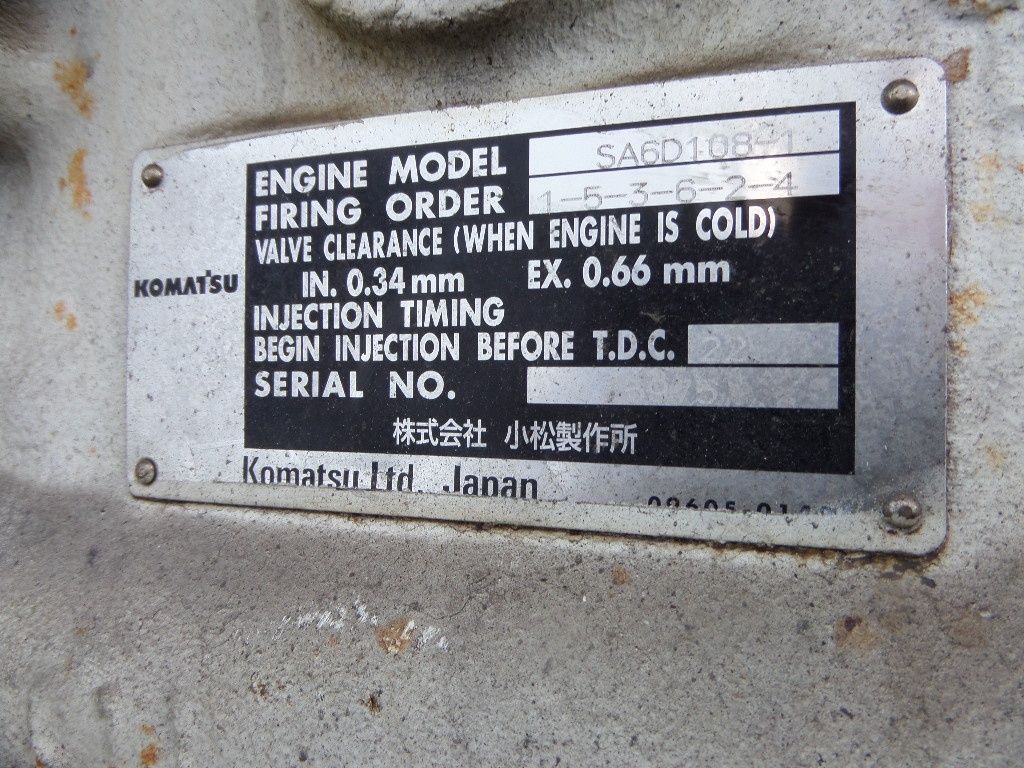 ENGINE MODEL SA6D108-1
FIRING ORDER 1-5-3-6-2-4
VALVE CLEARANCE (WHEN ENGINE IS COLD)
KOMATSU
IN. 0.34 mm EX. 0.66 mm
INJECTION TIMING
BEGIN INJECTION BEFORE T.D.C. 22
SERIAL NO.
株式会社 小松製作所
Komatsu Ltd. Japan